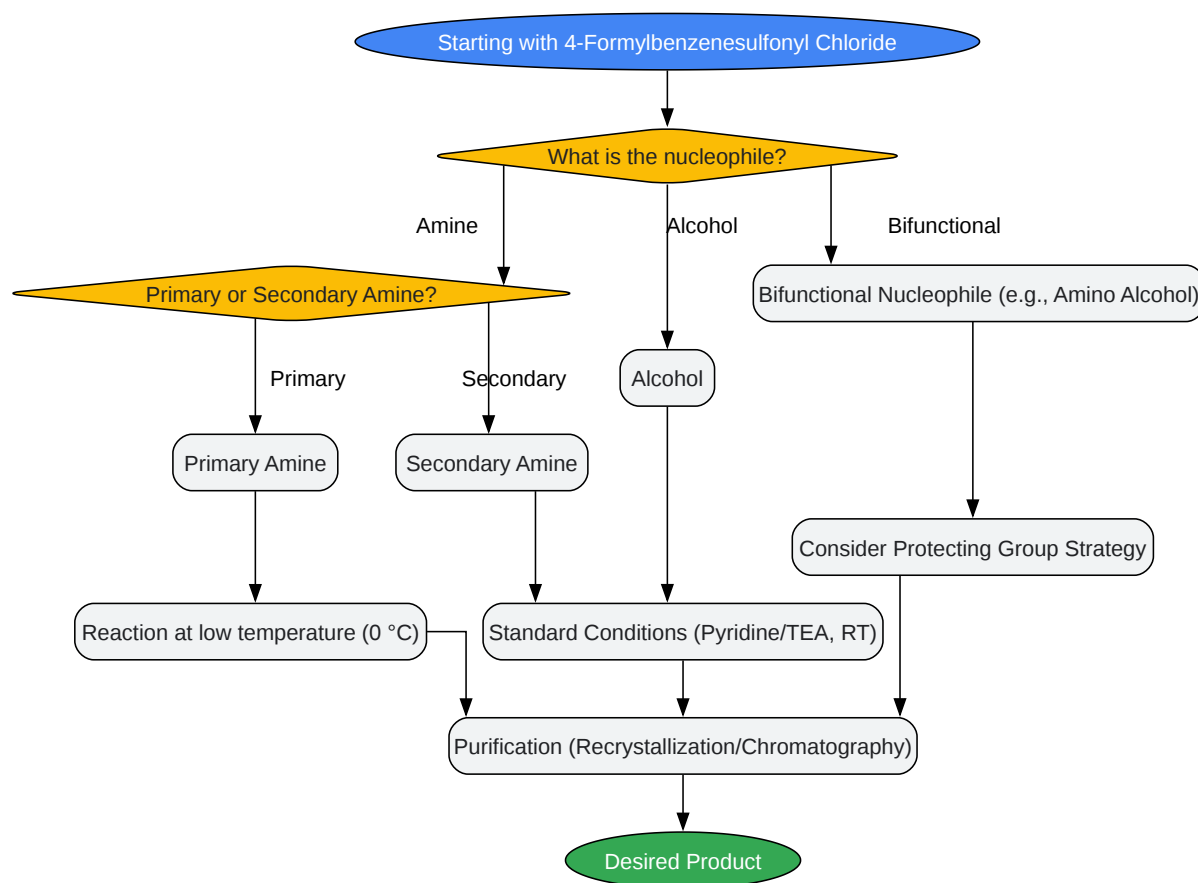 Starting with 4-Formylbenzenesulfonyl Chloride
What is the nucleophile?
Amine
Alcohol
Bifunctional
Primary or Secondary Amine?
Bifunctional Nucleophile (e.g., Amino Alcohol)
Primary
Secondary
Alcohol
Primary Amine
Secondary Amine
Consider Protecting Group Strategy
Reaction at low temperature (0 °C)
Standard Conditions (Pyridine/TEA, RT)
Purification (Recrystallization/Chromatography)
Desired Product